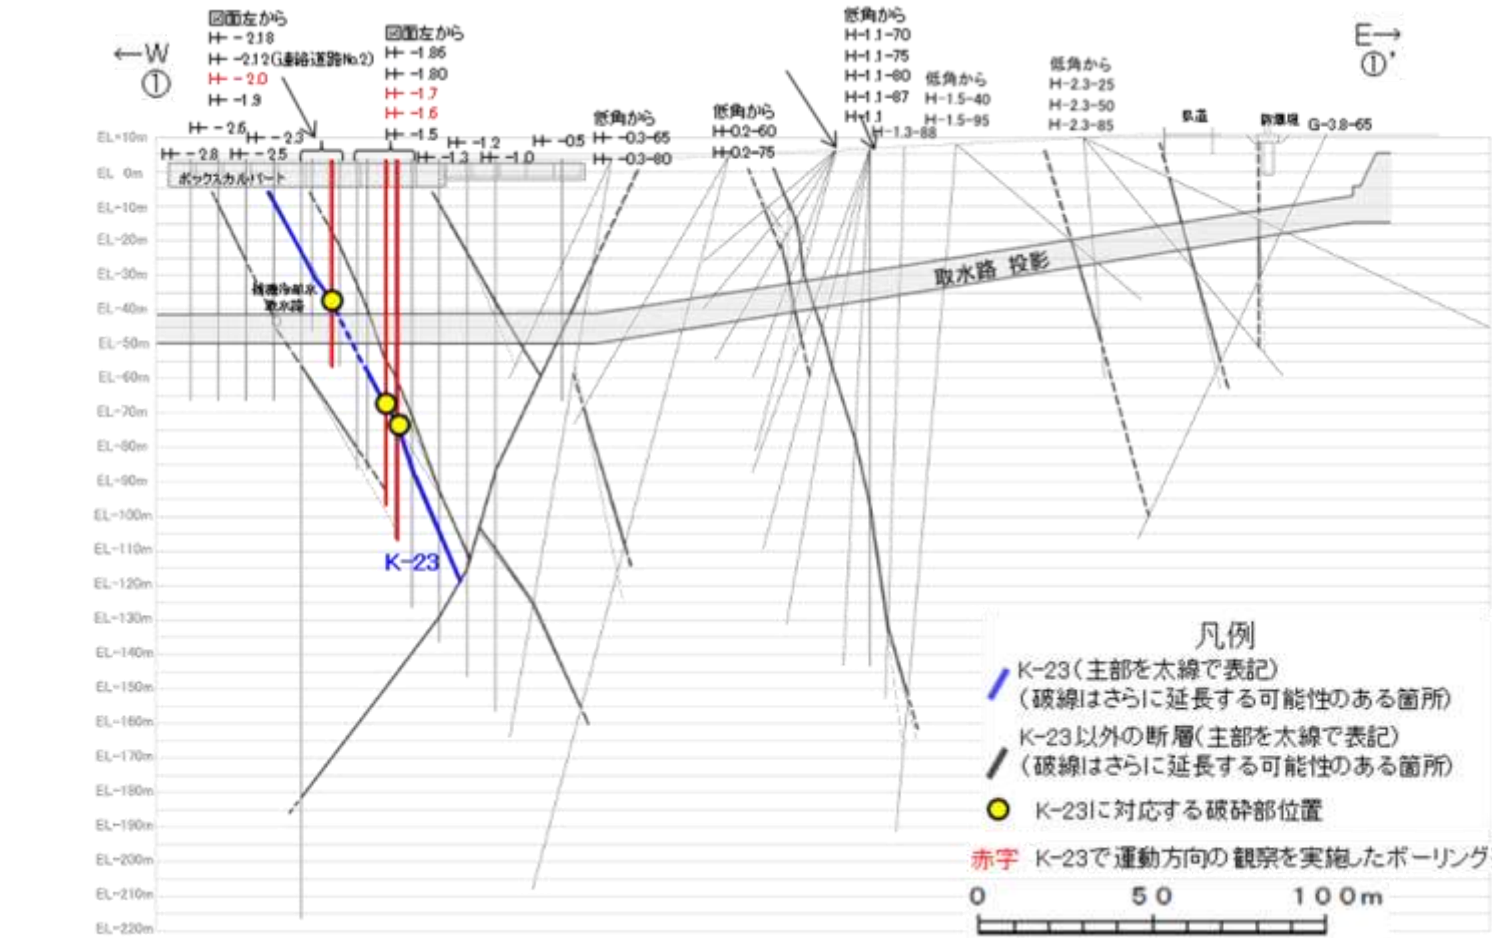 ←W
①
図面左から
H- -2.18
H- -2.12(G連絡道路No.2)
H- -2.0
H- -1.9
図面左から
H- -1.86
H- -1.80
H- -1.7
H- -1.6
H- -1.5
H- -2.6
H- -2.3
H- -2.8
H- -2.5
H- -1.3
H- -1.2
H- -1.0
H- -0.5
低角から
H- -0.3-65
H- -0.3-80
低角から
H-0.2-60
H-0.2-75
低角から
H-1.1-70
H-1.1-75
H-1.1-80
H-1.1-87
H-1.1
H-1.3-88
低角から
H-1.5-40
H-1.5-95
低角から
H-2.3-25
H-2.3-50
H-2.3-85
軌道
防潮堤
G-3.8-65
E→
①'
EL+10m
EL 0m
EL-10m
EL-20m
EL-30m
EL-40m
EL-50m
EL-60m
EL-70m
EL-80m
EL-90m
EL-100m
EL-110m
EL-120m
EL-130m
EL-140m
EL-150m
EL-160m
EL-170m
EL-180m
EL-190m
EL-200m
EL-210m
EL-220m
ボックスカルバート
補機冷却水
取水路
取水路 投影
K-23
凡例
K-23(主部を太線で表記)
(破線はさらに延長する可能性のある箇所)
K-23以外の断層(主部を太線で表記)
(破線はさらに延長する可能性のある箇所)
K-23に対応する破砕部位置
赤字 K-23で運動方向の観察を実施したボーリング
0 50 100m